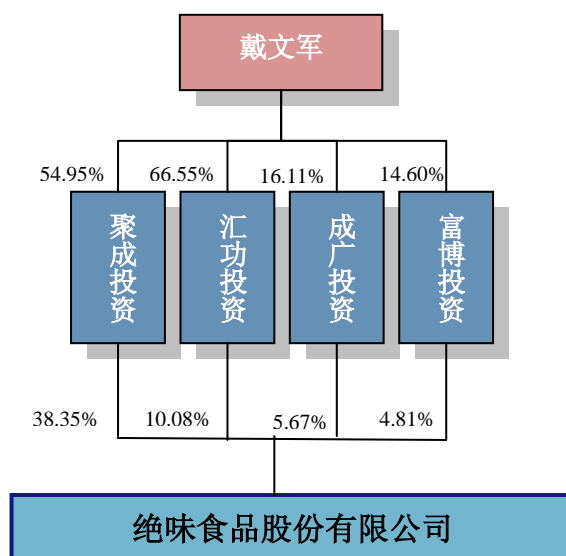 戴文军
54.95% 66.55% 16.11% 14.60%
聚成投资
汇功投资
成广投资
富博投资
38.35% 10.08% 5.67% 4.81%
绝味食品股份有限公司